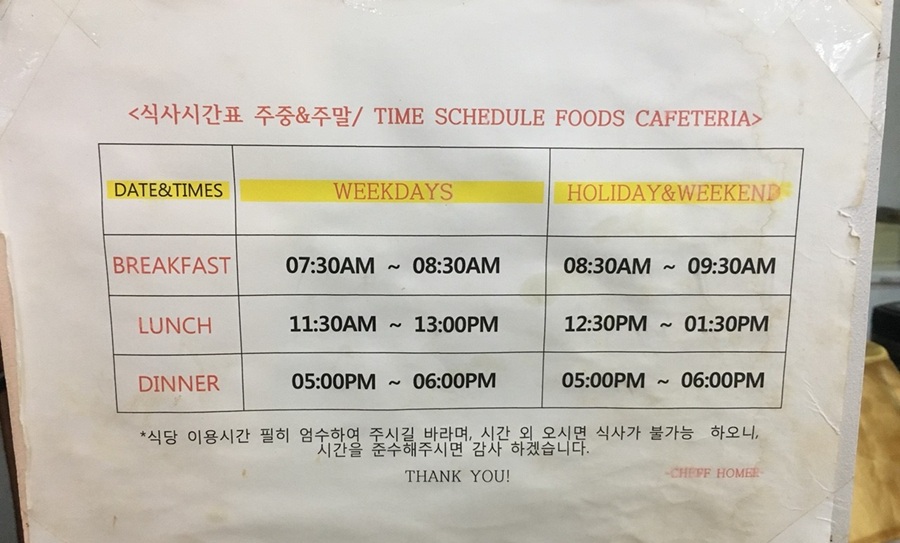 <식사시간표 주중&주말/ TIME SCHEDULE FOODS CAFETERIA>
DATE&TIMES WEEKDAYS HOLIDAY&WEEKEND
BREAKFAST 07:30AM ~ 08:30AM 08:30AM ~ 09:30AM
LUNCH 11:30AM ~ 13:00PM 12:30PM ~ 01:30PM
DINNER 05:00PM ~ 06:00PM 05:00PM ~ 06:00PM
*식당 이용시간 필히 엄수하여 주시길 바라며, 시간 외 오시면 식사가 불가능 하오니,
시간을 준수해주시면 감사 하겠습니다.
THANK YOU!
-CHEFF HOMEE-